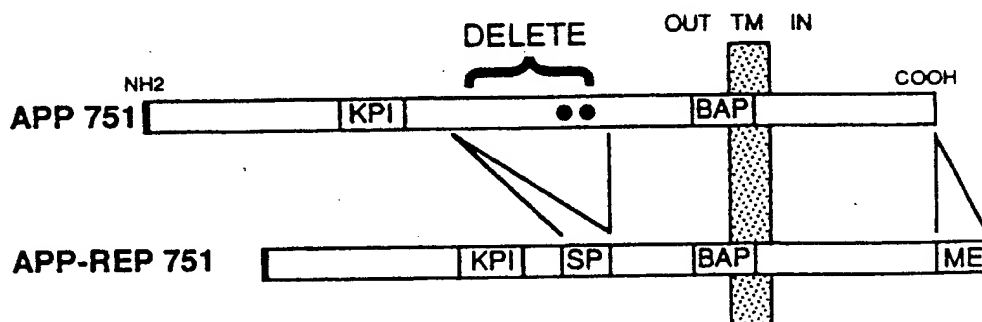 OUT TM IN
DELETE
NH2
COOH
APP 751
KPI
BAP
APP-REP 751
KPI
SP
BAP
ME